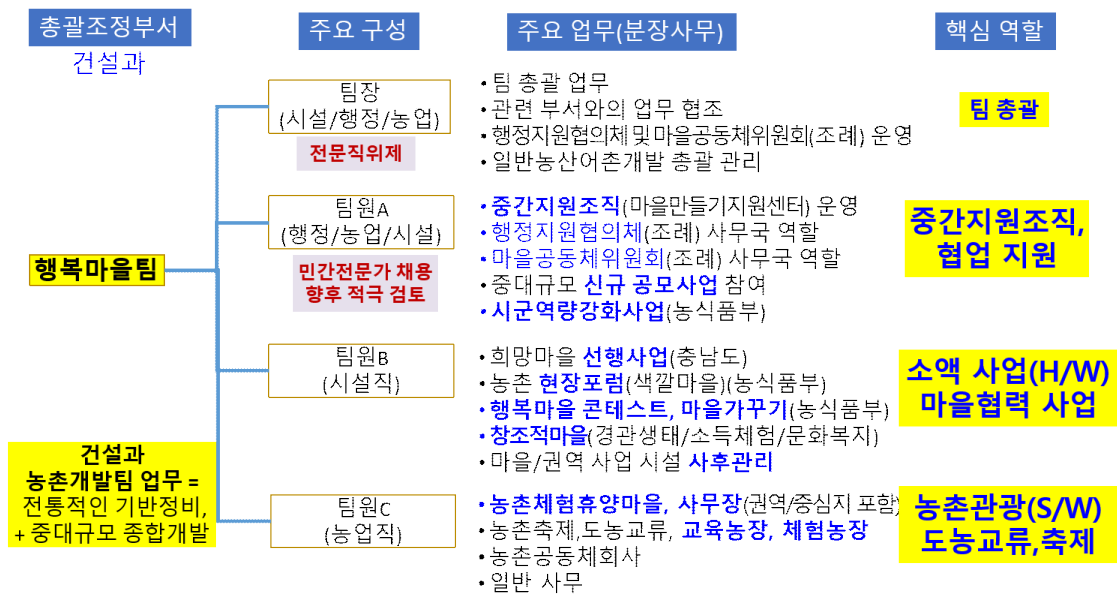 총괄조정부서
주요 구성
주요 업무(분장사무)
핵심 역할
건설과
행복마을팀
건설과
농촌개발팀 업무 =
전통적인 기반정비,
+ 중대규모 종합개발
팀장
(시설/행정/농업)
전문직위제
• 팀 총괄 업무
• 관련 부서와의 업무 협조
• 행정지원협의체 및 마을공동체위원회(조례) 운영
• 일반농산어촌개발 총괄 관리
팀 총괄
팀원A
(행정/농업/시설)
민간전문가 채용
향후 적극 검토
• 중간지원조직(마을만들기지원센터) 운영
• 행정지원협의체(조례) 사무국 역할
• 마을공동체위원회(조례) 사무국 역할
• 중대규모 신규 공모사업 참여
• 시군역량강화사업(농식품부)
중간지원조직,
협업 지원
팀원B
(시설직)
• 희망마을 선행사업(충남도)
• 농촌 현장포럼(색깔마을)(농식품부)
• 행복마을 콘테스트, 마을가꾸기(농식품부)
• 창조적마을(경관생태/소득체험/문화복지)
• 마을/권역 사업 시설 사후관리
소액 사업(H/W)
마을협력 사업
팀원C
(농업직)
• 농촌체험휴양마을, 사무장(권역/중심지 포함)
• 농촌축제,도농교류, 교육농장, 체험농장
• 농촌공동체회사
• 일반 사무
농촌관광(S/W)
도농교류,축제